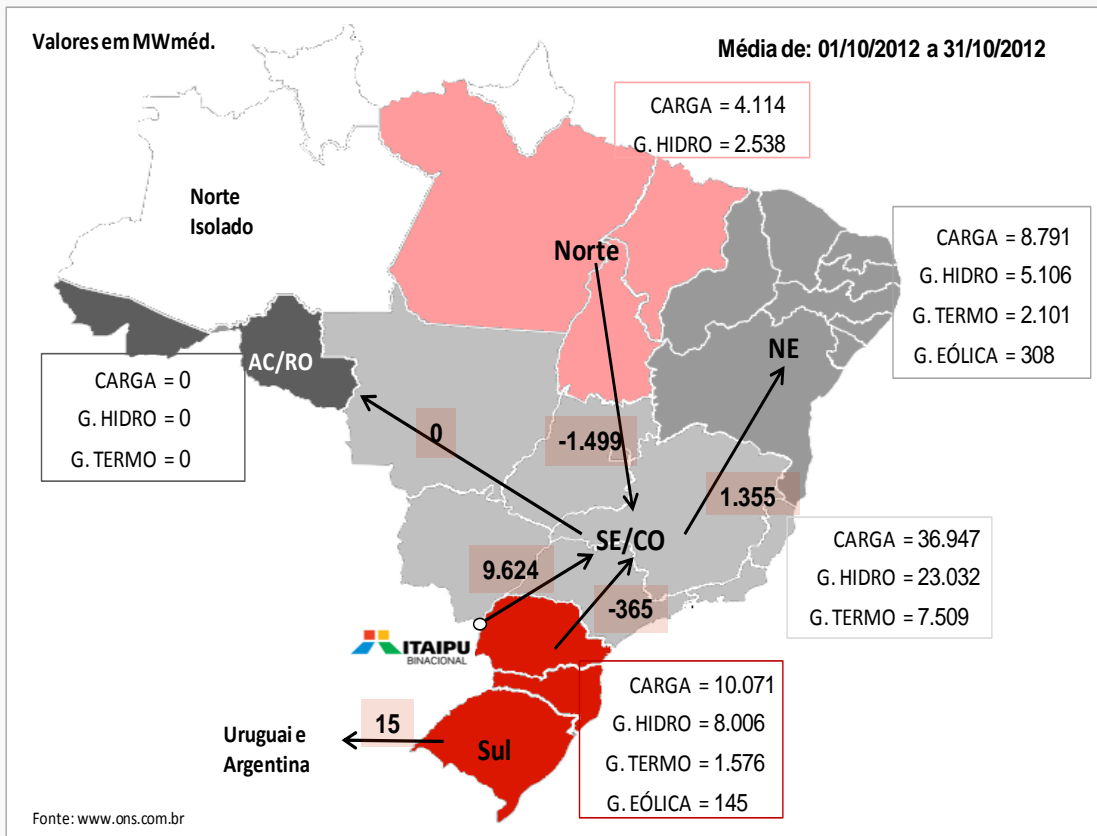 Valores em MWméd.
Média de: 01/10/2012 a 31/10/2012
CARGA = 4.114
G. HIDRO = 2.538
Norte
Isolado
Norte
CARGA = 8.791
G. HIDRO = 5.106
G. TERMO = 2.101
G. EÓLICA = 308
NE
AC/RO
CARGA = 0
G. HIDRO = 0
G. TERMO = 0
0
-1.499
1.355
SE/CO
CARGA = 36.947
G. HIDRO = 23.032
G. TERMO = 7.509
9.624
-365
ITAIPU
BINACIONAL
CARGA = 10.071
G. HIDRO = 8.006
G. TERMO = 1.576
G. EÓLICA = 145
15
Uruguai e
Argentina
Sul
Fonte: www.ons.com.br